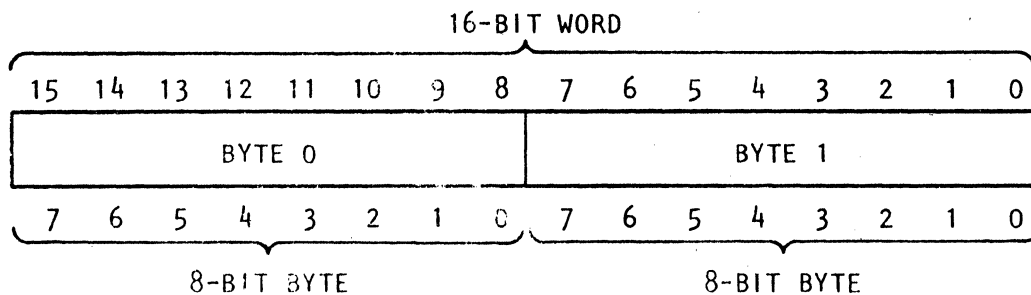 16-BIT WORD
15 14 13 12 11 10 9 8 7 6 5 4 3 2 1 0
BYTE 0 BYTE 1
7 6 5 4 3 2 1 0 7 6 5 4 3 2 1 0
8-BIT BYTE 8-BIT BYTE